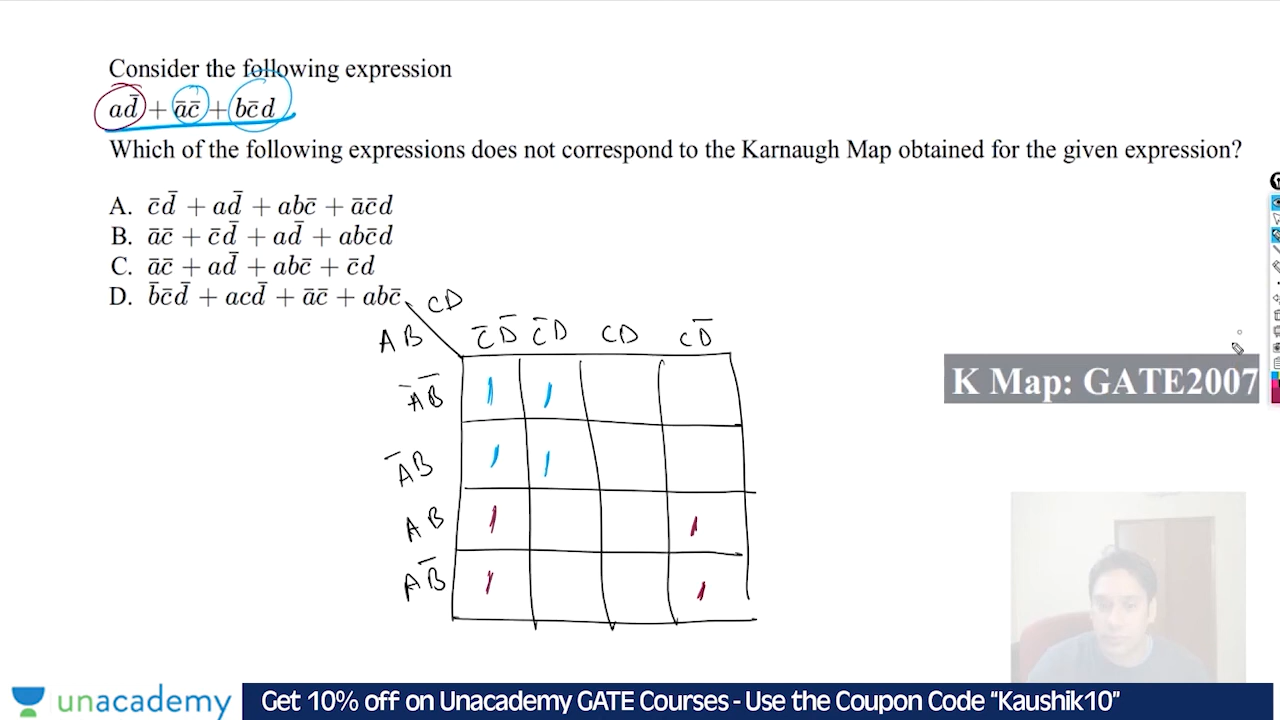 Consider the following expression
ad̄ + āc̄ + bc̄d
Which of the following expressions does not correspond to the Karnaugh Map obtained for the given expression?
A. c̄d̄ + ad̄ + abc̄ + āc̄d
B. āc̄ + c̄d̄ + ad̄ + abc̄d
C. āc̄ + ad̄ + abc̄ + c̄d
D. b̄c̄d̄ + acd̄ + āc̄ + abc̄
CD
AB C̄D̄ C̄D CD CD̄
ĀB̄ 1 1
ĀB 1 1
AB 1 1
AB̄ 1 1
K Map: GATE2007
unacademy
Get 10% off on Unacademy GATE Courses - Use the Coupon Code "Kaushik10"